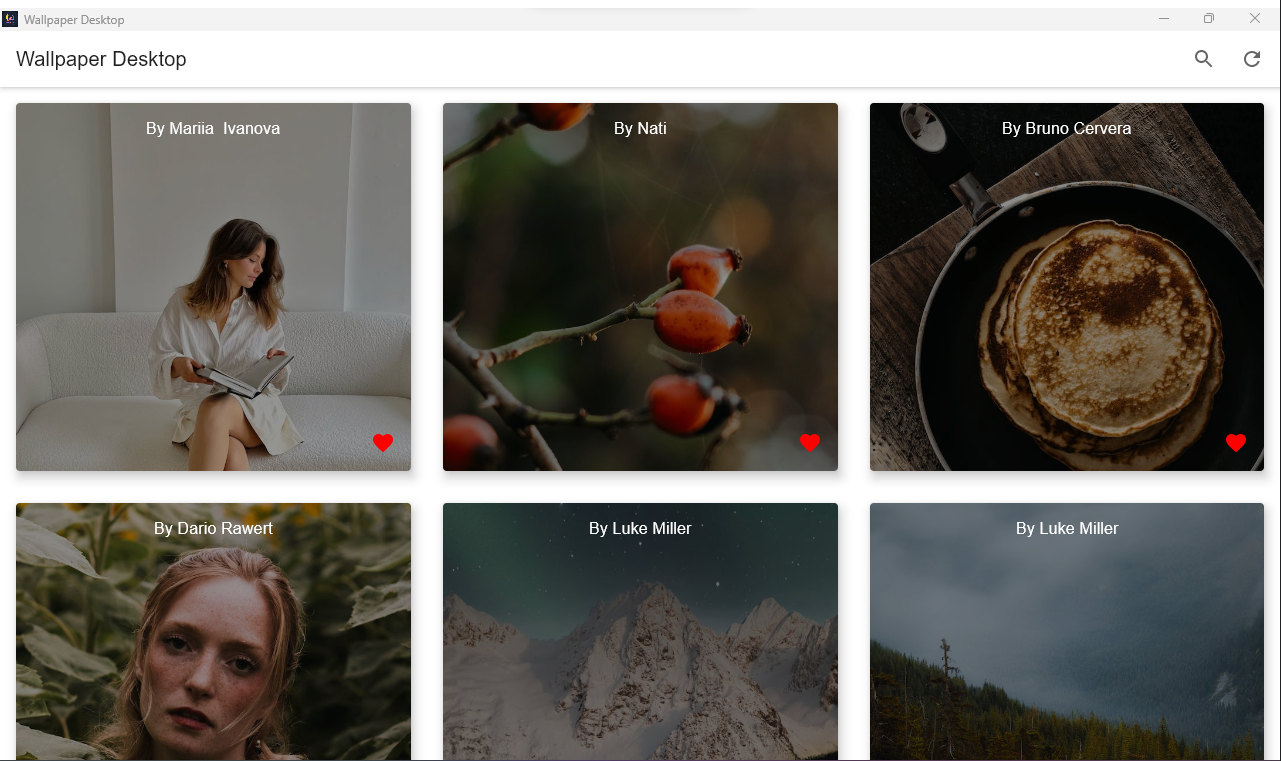 Wallpaper Desktop
Wallpaper Desktop
By Mariia  Ivanova
By Nati
By Bruno Cervera
By Dario Rawert
By Luke Miller
By Luke Miller